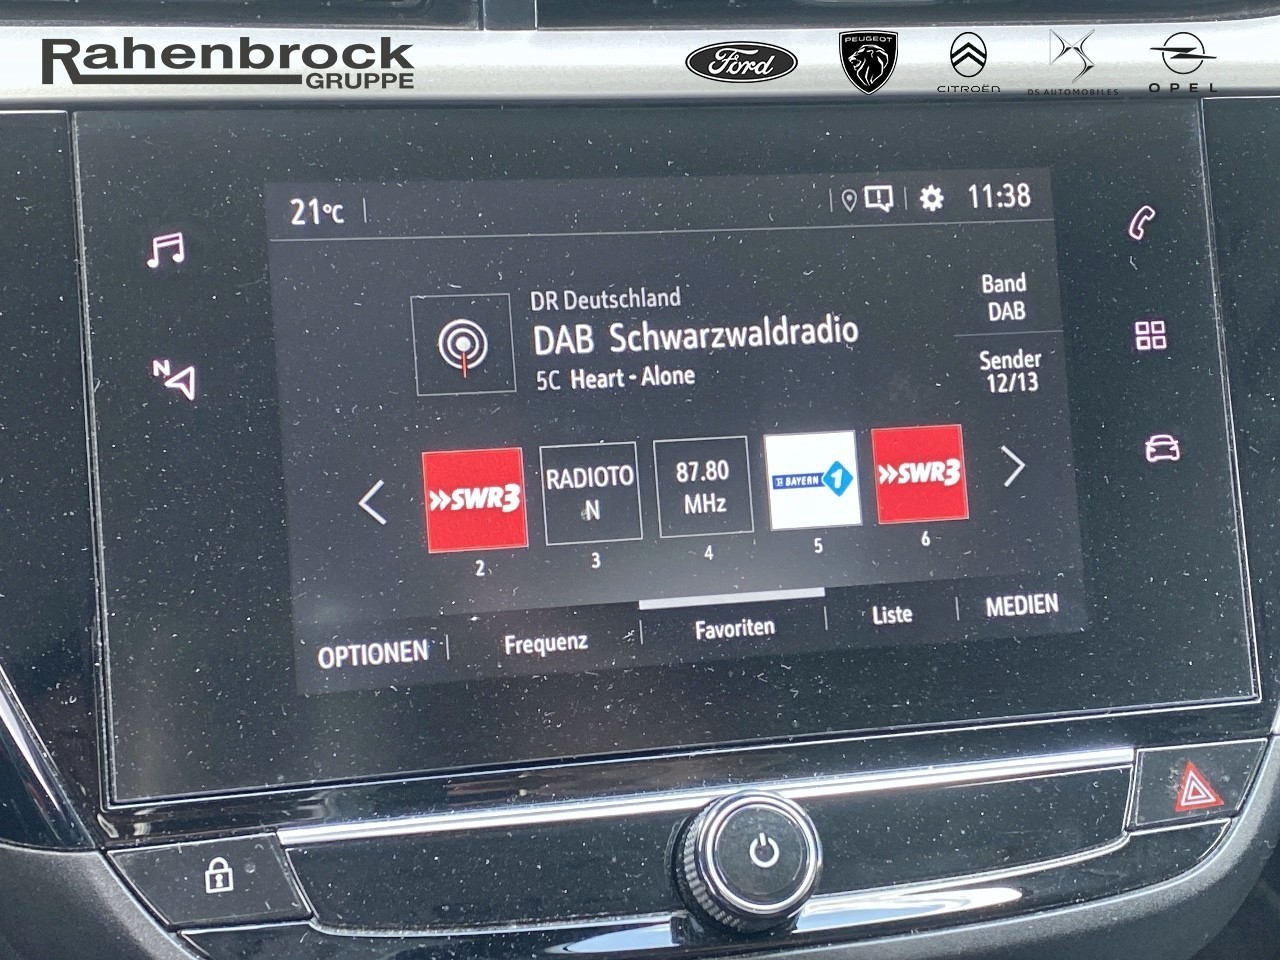 Rahenbrock
GRUPPE
Ford
PEUGEOT
CITROËN
DS AUTOMOBILES
OPEL
21°C
11:38
DR Deutschland
DAB Schwarzwaldradio
5C Heart - Alone
Band
DAB
Sender
12/13
N
SWR3
RADIOTO
N
87.80
MHz
BAYERN 1
SWR3
2
3
4
5
6
OPTIONEN
Frequenz
Favoriten
Liste
MEDIEN